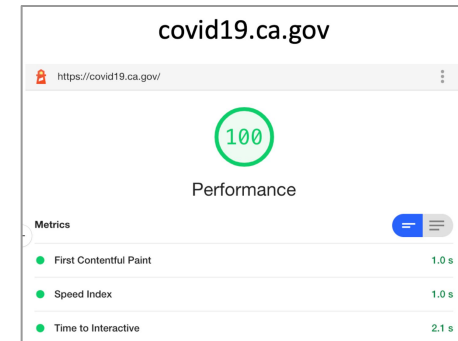 covid19.ca.gov
https://covid19.ca.gov/
100
Performance
Metrics
First Contentful Paint 1.0 s
Speed Index 1.0 s
Time to Interactive 2.1 s